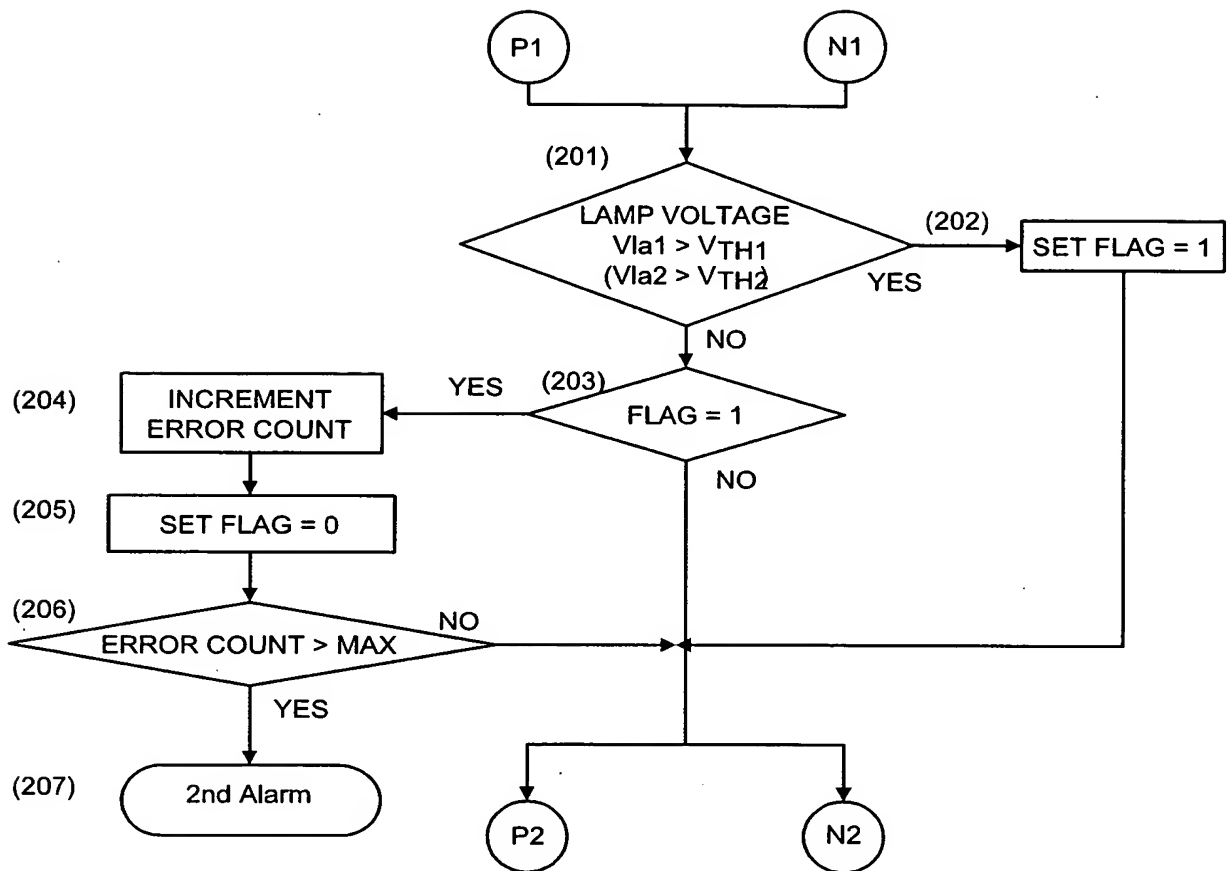 P1
N1
(201)
LAMP VOLTAGE
Vla1 > VTH1
(Vla2 > VTH2)
(202)
YES
SET FLAG = 1
NO
(203)
YES
FLAG = 1
(204)
INCREMENT
ERROR COUNT
NO
(205)
SET FLAG = 0
(206)
ERROR COUNT > MAX
NO
YES
(207)
2nd Alarm
P2
N2